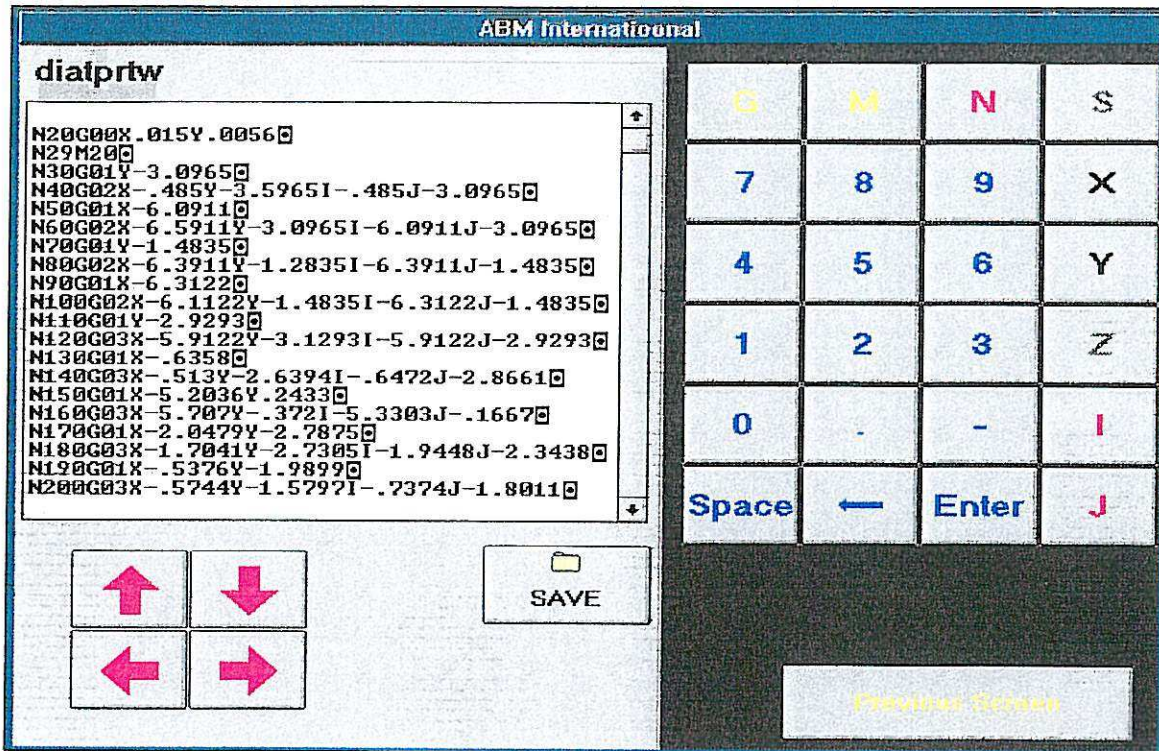 ABM Internatioonal
diatprtw
N20G00X.015Y.0056
N29M20
N30G01Y-3.0965
N40G02X-.485Y-3.5965I-.485J-3.0965
N50G01X-6.0911
N60G02X-6.5911Y-3.0965I-6.0911J-3.0965
N70G01Y-1.4835
N80G02X-6.3911Y-1.2835I-6.3911J-1.4835
N90G01X-6.3122
N100G02X-6.1122Y-1.4835I-6.3122J-1.4835
N110G01Y-2.9293
N120G03X-5.9122Y-3.1293I-5.9122J-2.9293
N130G01X-.6358
N140G03X-.513Y-2.6394I-.6472J-2.8661
N150G01X-5.2036Y.2433
N160G03X-5.707Y-.372I-5.3303J-.1667
N170G01X-2.0479Y-2.7875
N180G03X-1.7041Y-2.7305I-1.9448J-2.3438
N190G01X-.5376Y-1.9899
N200G03X-.5744Y-1.5797I-.7374J-1.8011
SAVE
G M N S
7 8 9 X
4 5 6 Y
1 2 3 Z
0 . - I
Space ← Enter J
Previous Screen